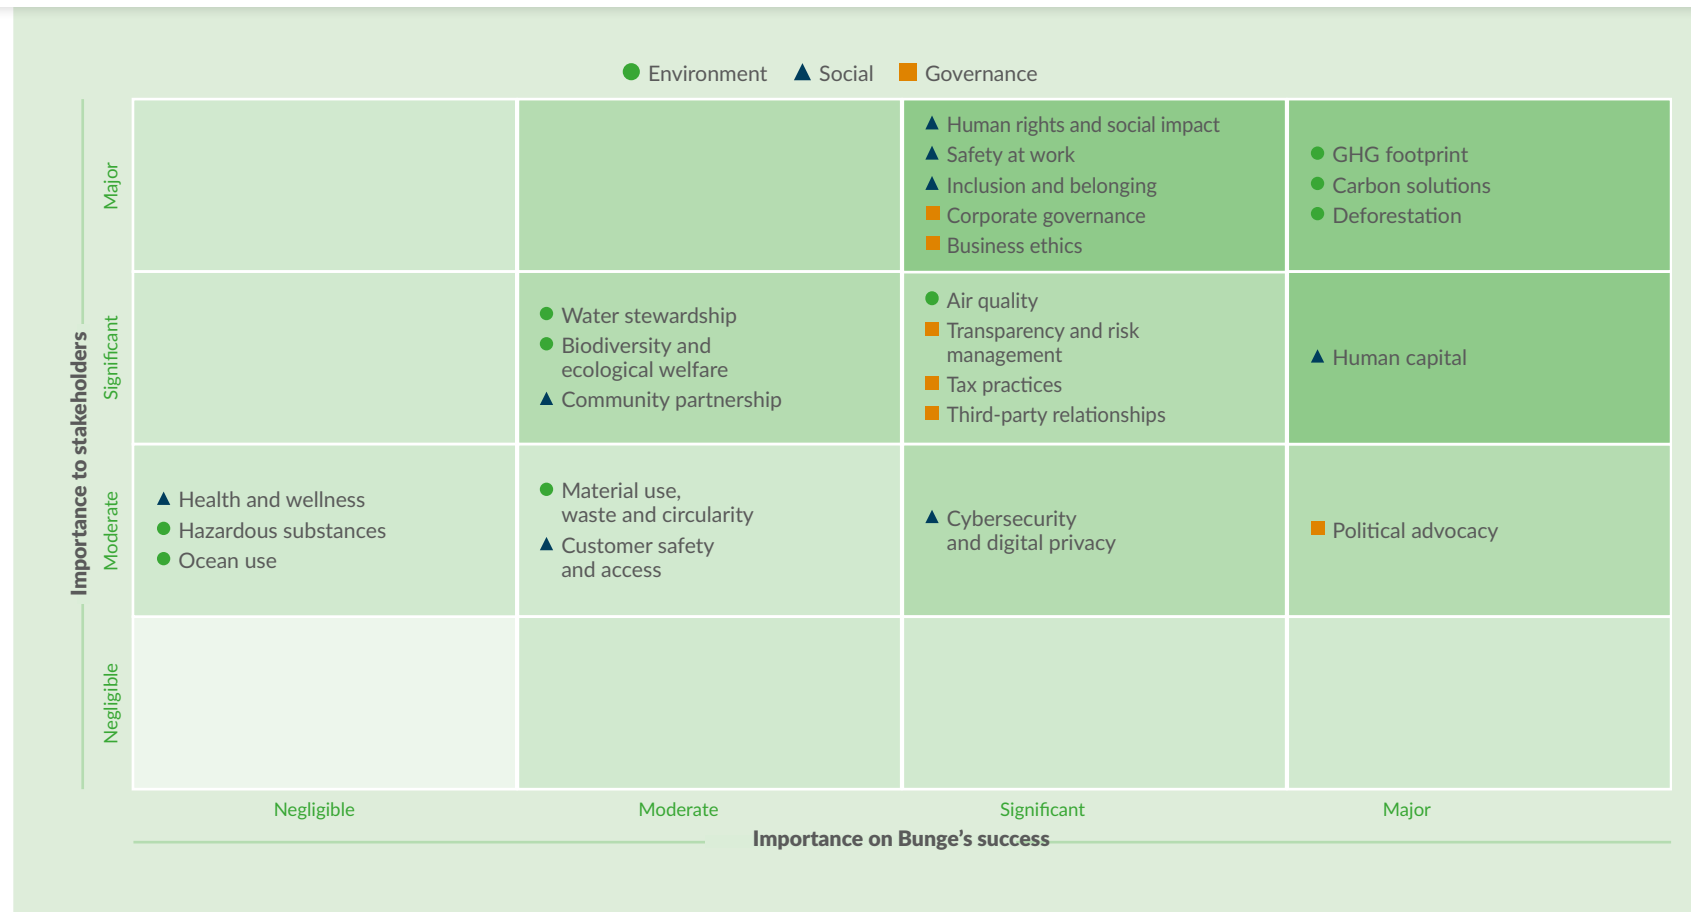 Environment Social Governance
Major
Human rights and social impact
Safety at work
Inclusion and belonging
Corporate governance
Business ethics
GHG footprint
Carbon solutions
Deforestation
Importance to stakeholders
Significant
Water stewardship
Biodiversity and
ecological welfare
Community partnership
Air quality
Transparency and risk
management
Tax practices
Third-party relationships
Human capital
Moderate
Health and wellness
Hazardous substances
Ocean use
Material use,
waste and circularity
Customer safety
and access
Cybersecurity
and digital privacy
Political advocacy
Negligible
Negligible Moderate Significant Major
Importance on Bunge’s success